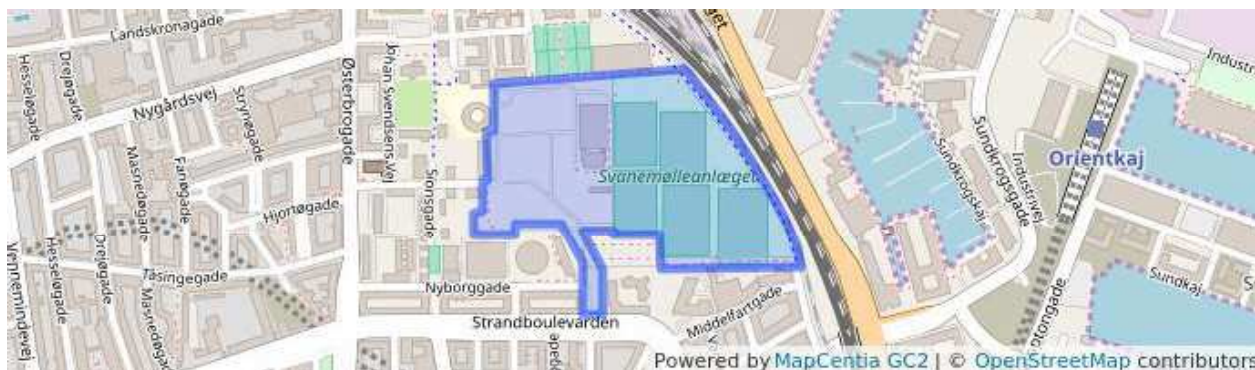 Landskronagade
Hesseløgade
Drejøgade
Nygårdsvej
Strynøgade
Masnedøgade
Fanøgade
Hjortøgade
Østerbrogade
Johan Svendsens Vej
Sionsgade
Svanemølleanlæget
Sundkrogskaj
Sundkrogsgade
Industrivej
Orientkaj
Vennemindevej
Hesseløgade
Drejøgade
Masnedøgade
Tåsingegade
Nyborggade
Strandboulevarden
Middelfartgade
Sundkaj
Powered by MapCentia GC2 | © OpenStreetMap contributors